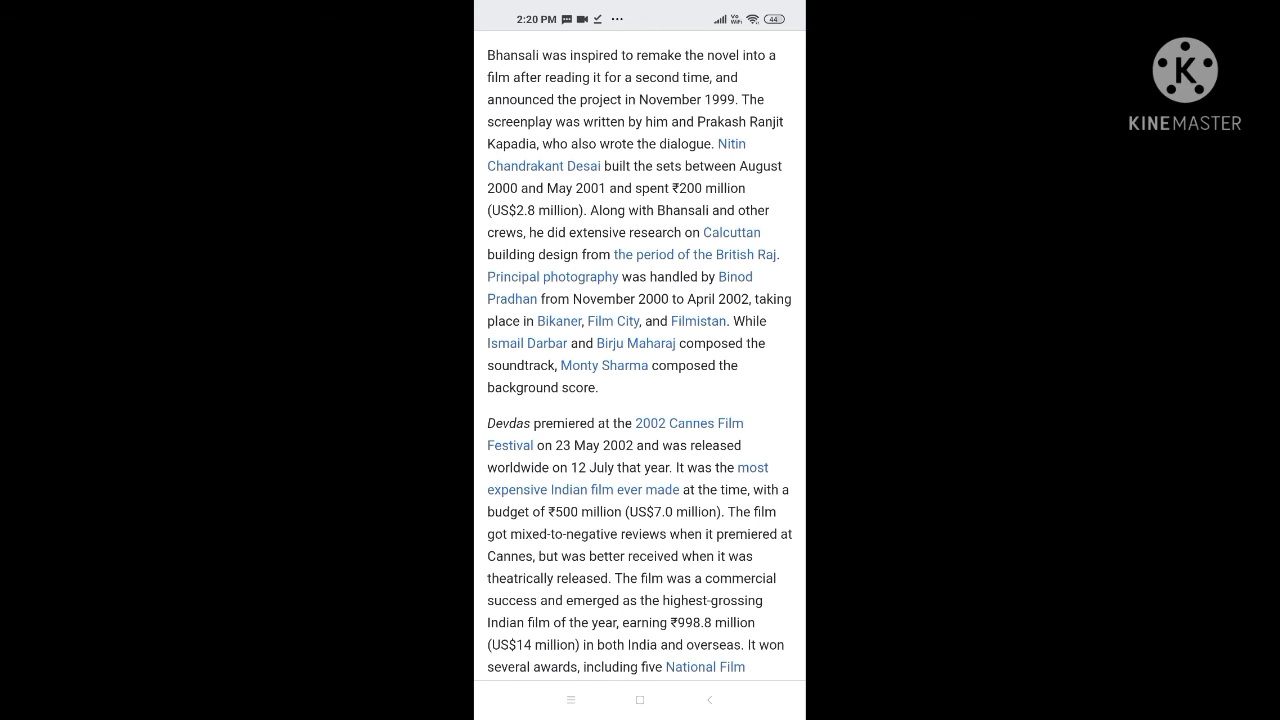 2:20 PM ...
Vo WiFi 44
Bhansali was inspired to remake the novel into a
film after reading it for a second time, and
announced the project in November 1999. The
screenplay was written by him and Prakash Ranjit
Kapadia, who also wrote the dialogue. Nitin
Chandrakant Desai built the sets between August
2000 and May 2001 and spent ₹200 million
(US$2.8 million). Along with Bhansali and other
crews, he did extensive research on Calcuttan
building design from the period of the British Raj.
Principal photography was handled by Binod
Pradhan from November 2000 to April 2002, taking
place in Bikaner, Film City, and Filmistan. While
Ismail Darbar and Birju Maharaj composed the
soundtrack, Monty Sharma composed the
background score.
Devdas premiered at the 2002 Cannes Film
Festival on 23 May 2002 and was released
worldwide on 12 July that year. It was the most
expensive Indian film ever made at the time, with a
budget of ₹500 million (US$7.0 million). The film
got mixed-to-negative reviews when it premiered at
Cannes, but was better received when it was
theatrically released. The film was a commercial
success and emerged as the highest-grossing
Indian film of the year, earning ₹998.8 million
(US$14 million) in both India and overseas. It won
several awards, including five National Film
K
KINEMASTER